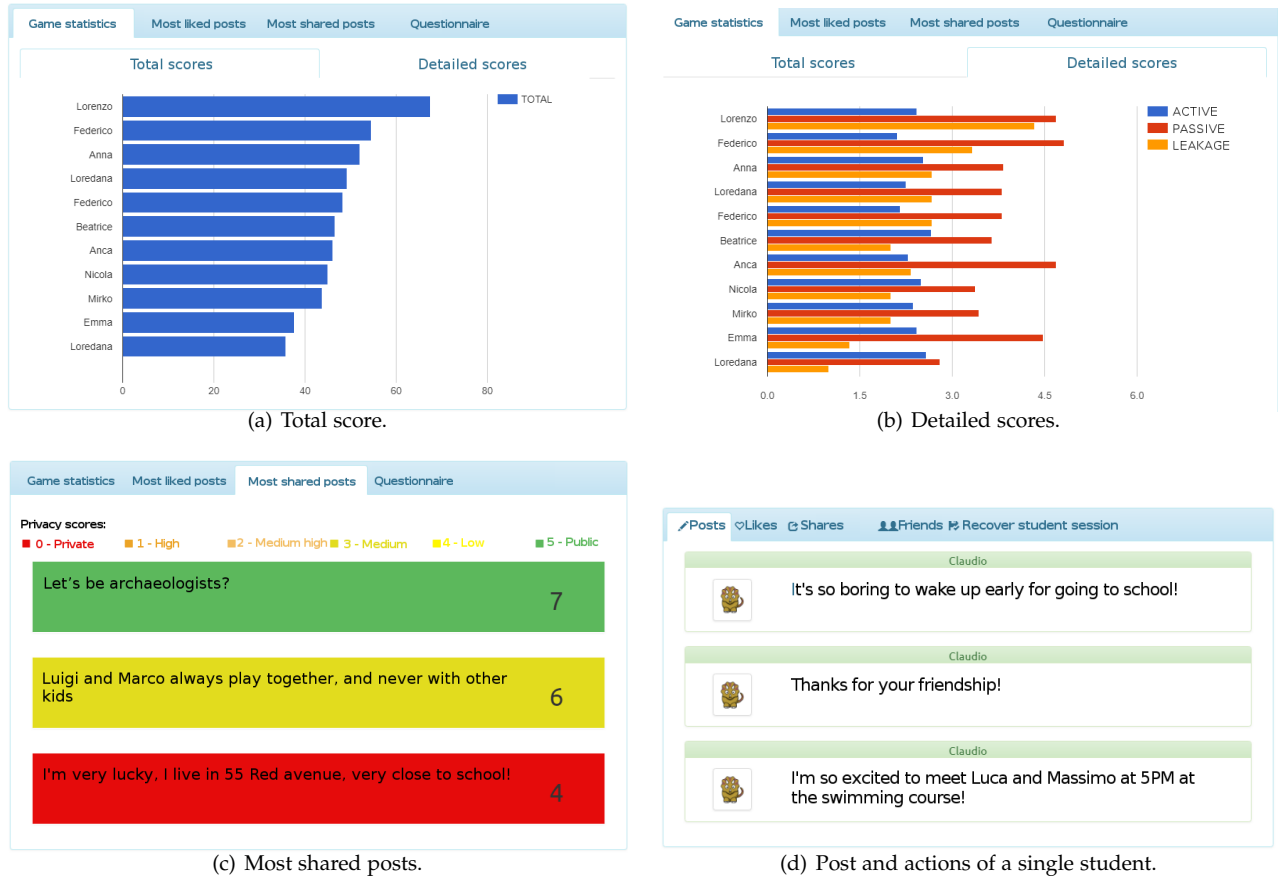 Game statistics Most liked posts Most shared posts Questionnaire
Total scores Detailed scores
TOTAL
Lorenzo
Federico
Anna
Loredana
Federico
Beatrice
Anca
Nicola
Mirko
Emma
Loredana
0 20 40 60 80
(a) Total score.
Game statistics Most liked posts Most shared posts Questionnaire
Total scores Detailed scores
ACTIVE
PASSIVE
LEAKAGE
Lorenzo
Federico
Anna
Loredana
Federico
Beatrice
Anca
Nicola
Mirko
Emma
Loredana
0.0 1.5 3.0 4.5 6.0
(b) Detailed scores.
Game statistics Most liked posts Most shared posts Questionnaire
Privacy scores:
0 - Private 1 - High 2 - Medium high 3 - Medium 4 - Low 5 - Public
Let's be archaeologists?
7
Luigi and Marco always play together, and never with other
kids
6
I'm very lucky, I live in 55 Red avenue, very close to school!
4
(c) Most shared posts.
Posts Likes Shares Friends Recover student session
Claudio
It's so boring to wake up early for going to school!
Claudio
Thanks for your friendship!
Claudio
I'm so excited to meet Luca and Massimo at 5PM at
the swimming course!
(d) Post and actions of a single student.